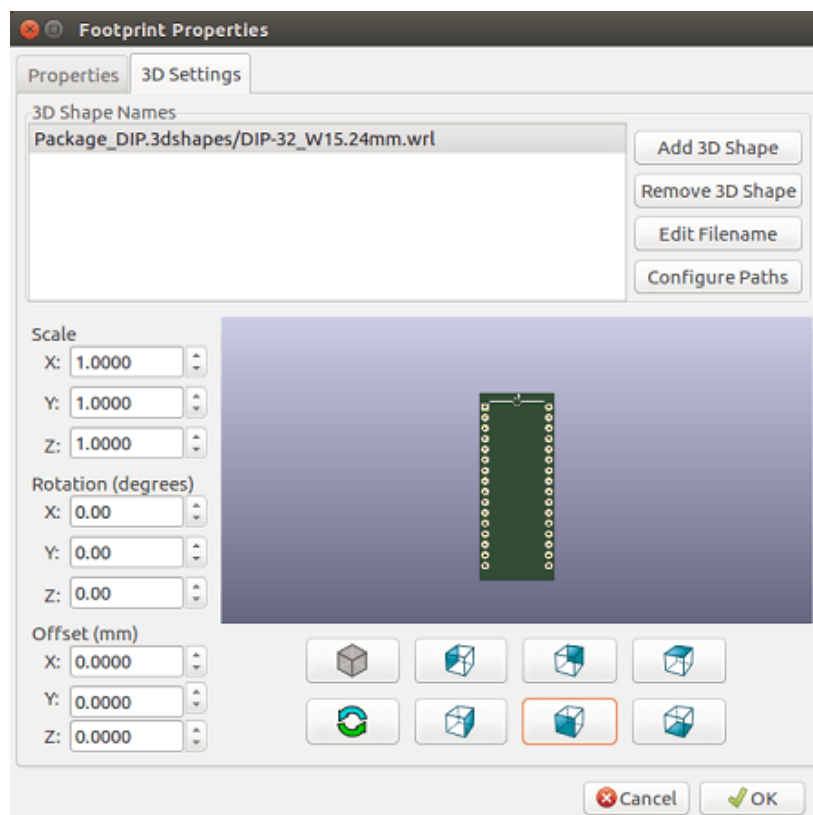 Footprint Properties
Properties
3D Settings
3D Shape Names
Package_DIP.3dshapes/DIP-32_W15.24mm.wrl
Add 3D Shape
Remove 3D Shape
Edit Filename
Configure Paths
Scale
X: 1.0000
Y: 1.0000
Z: 1.0000
Rotation (degrees)
X: 0.00
Y: 0.00
Z: 0.00
Offset (mm)
X: 0.0000
Y: 0.0000
Z: 0.0000
Cancel
OK